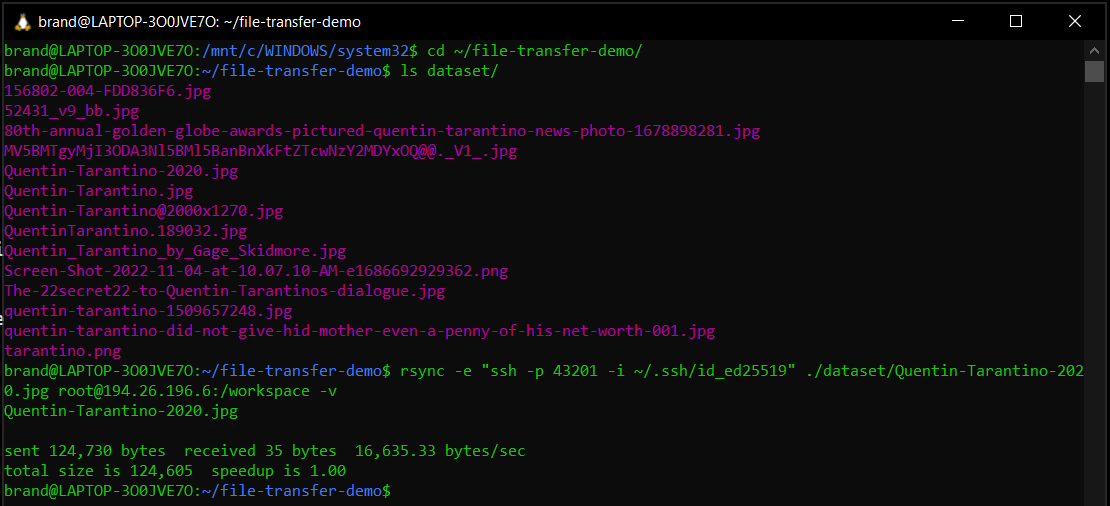 brand@LAPTOP-3O0JVE7O: ~/file-transfer-demo
brand@LAPTOP-3O0JVE7O:/mnt/c/WINDOWS/system32$ cd ~/file-transfer-demo/
brand@LAPTOP-3O0JVE7O:~/file-transfer-demo$ ls dataset/
156802-004-FDD836F6.jpg
52431_v9_bb.jpg
80th-annual-golden-globe-awards-pictured-quentin-tarantino-news-photo-1678898281.jpg
MV5BMTgyMjI3ODA3Nl5BMl5BanBnXkFtZTcwNzY2MDYxOQ@@._V1_.jpg
Quentin-Tarantino-2020.jpg
Quentin-Tarantino.jpg
Quentin-Tarantino@2000x1270.jpg
QuentinTarantino.189032.jpg
Quentin_Tarantino_by_Gage_Skidmore.jpg
Screen-Shot-2022-11-04-at-10.07.10-AM-e1686692929362.png
The-22secret22-to-Quentin-Tarantinos-dialogue.jpg
quentin-tarantino-1509657248.jpg
quentin-tarantino-did-not-give-hid-mother-even-a-penny-of-his-net-worth-001.jpg
tarantino.png
brand@LAPTOP-3O0JVE7O:~/file-transfer-demo$ rsync -e "ssh -p 43201 -i ~/.ssh/id_ed25519" ./dataset/Quentin-Tarantino-202
0.jpg root@194.26.196.6:/workspace -v
Quentin-Tarantino-2020.jpg
sent 124,730 bytes  received 35 bytes  16,635.33 bytes/sec
total size is 124,605  speedup is 1.00
brand@LAPTOP-3O0JVE7O:~/file-transfer-demo$